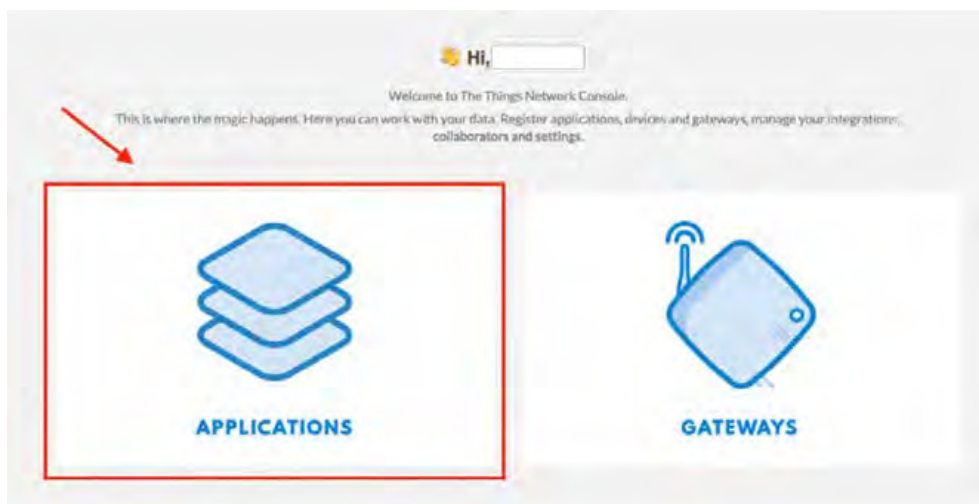 Hi,
Welcome to The Things Network Console.
This is where the magic happens. Here you can work with your data. Register applications, devices and gateways, manage your integrations,
collaborators and settings.
APPLICATIONS
GATEWAYS